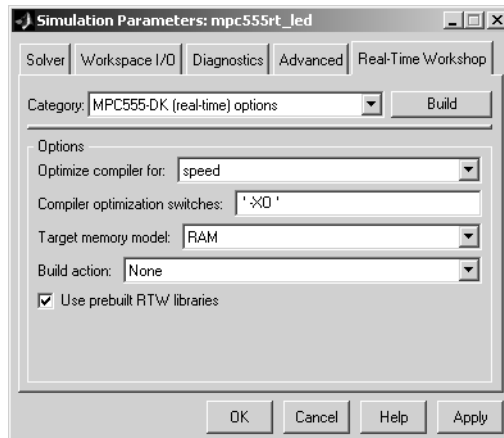 Simulation Parameters: mpc555rt_led
Solver Workspace I/O Diagnostics Advanced Real-Time Workshop
Category: MPC555-DK (real-time) options Build
Options
Optimize compiler for: speed
Compiler optimization switches: ' -XO '
Target memory model: RAM
Build action: None
Use prebuilt RTW libraries
OK Cancel Help Apply